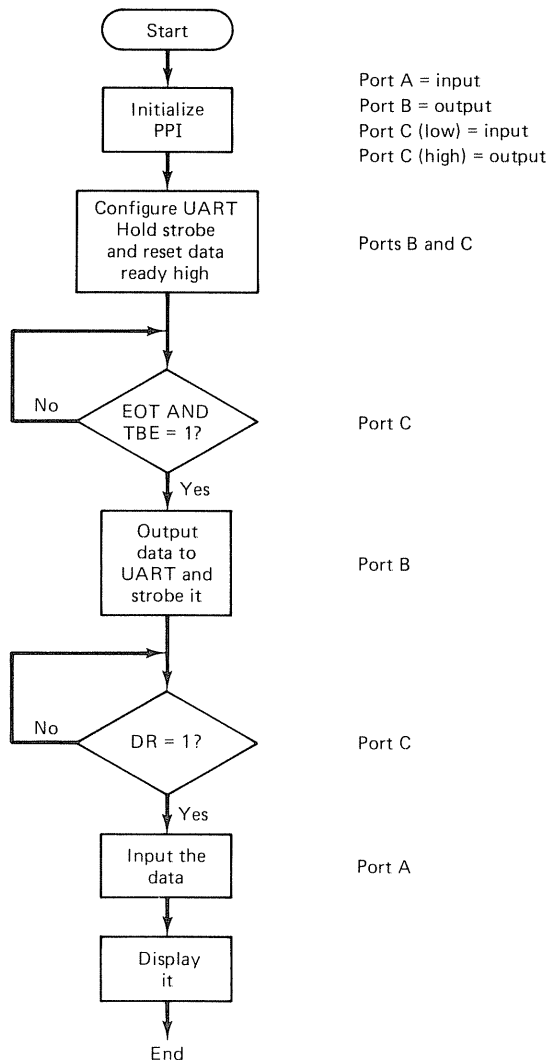 Start
Initialize
PPI
Port A = input
Port B = output
Port C (low) = input
Port C (high) = output
Configure UART
Hold strobe
and reset data
ready high
Ports B and C
No
EOT AND
TBE = 1?
Port C
Yes
Output
data to
UART and
strobe it
Port B
No
DR = 1?
Port C
Yes
Input the
data
Port A
Display
it
End